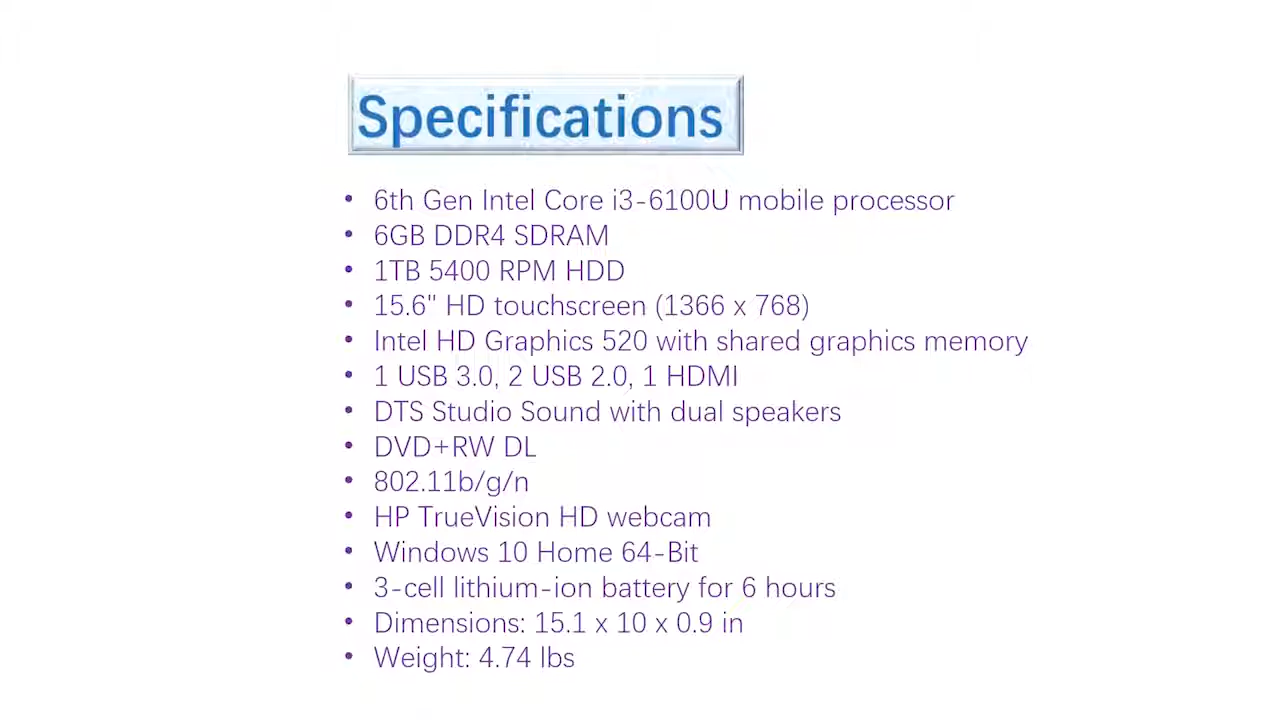 Specifications
• 6th Gen Intel Core i3-6100U mobile processor
• 6GB DDR4 SDRAM
• 1TB 5400 RPM HDD
• 15.6" HD touchscreen (1366 x 768)
• Intel HD Graphics 520 with shared graphics memory
• 1 USB 3.0, 2 USB 2.0, 1 HDMI
• DTS Studio Sound with dual speakers
• DVD+RW DL
• 802.11b/g/n
• HP TrueVision HD webcam
• Windows 10 Home 64-Bit
• 3-cell lithium-ion battery for 6 hours
• Dimensions: 15.1 x 10 x 0.9 in
• Weight: 4.74 lbs